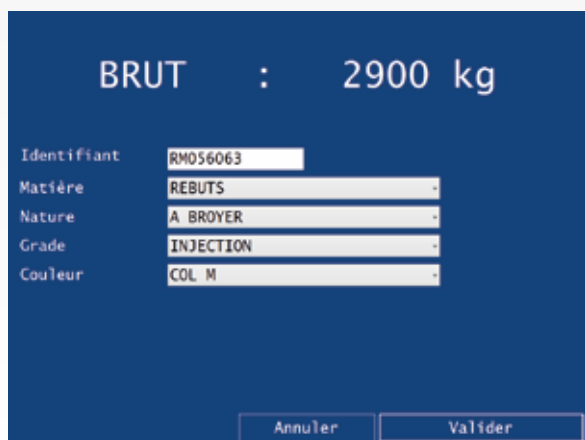 BRUT : 2900 kg
Identifiant RM056063
Matière REBUTS
Nature A BROYER
Grade INJECTION
Couleur COL M
Annuler Valider